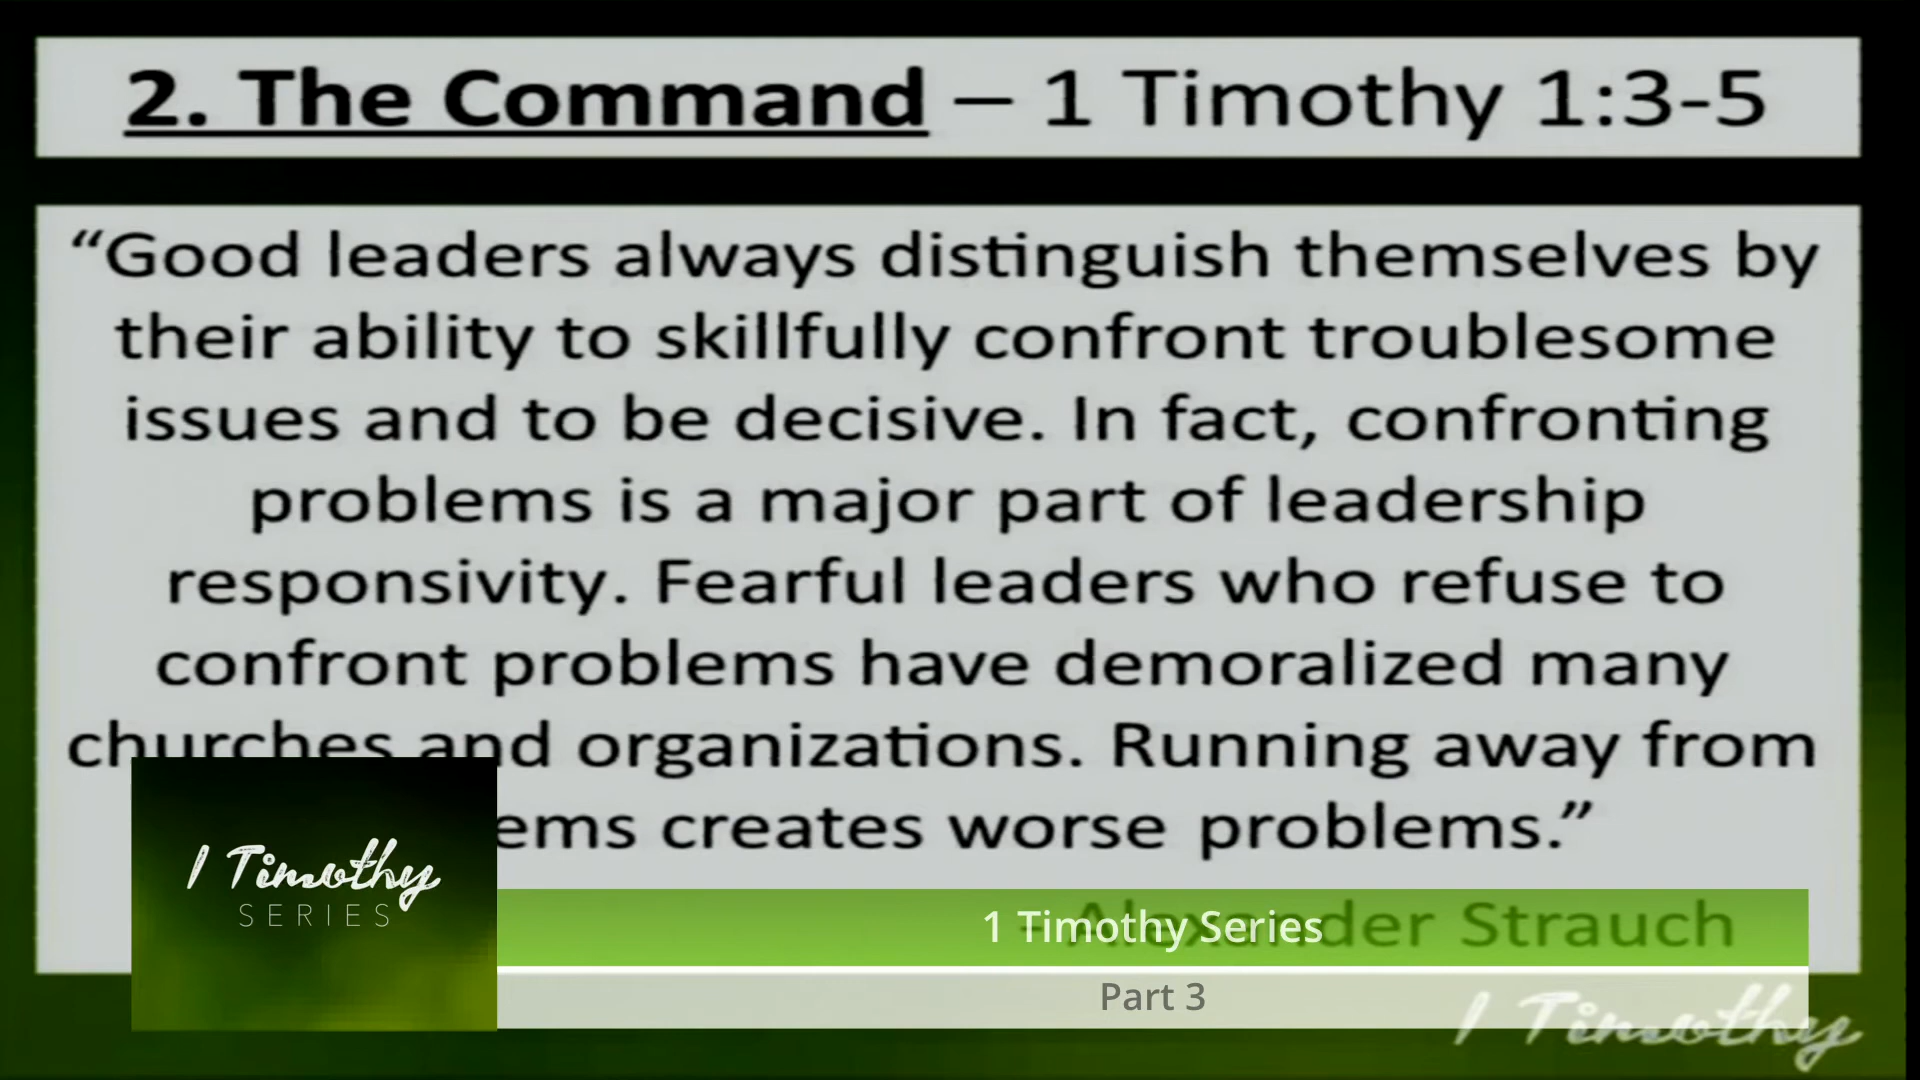 2. The Command – 1 Timothy 1:3-5
“Good leaders always distinguish themselves by
their ability to skillfully confront troublesome
issues and to be decisive. In fact, confronting
problems is a major part of leadership
responsivity. Fearful leaders who refuse to
confront problems have demoralized many
churches and organizations. Running away from
ems creates worse problems.”
- Alexander Strauch
1 Timothy
SERIES
1 Timothy Series
Part 3
1 Timothy